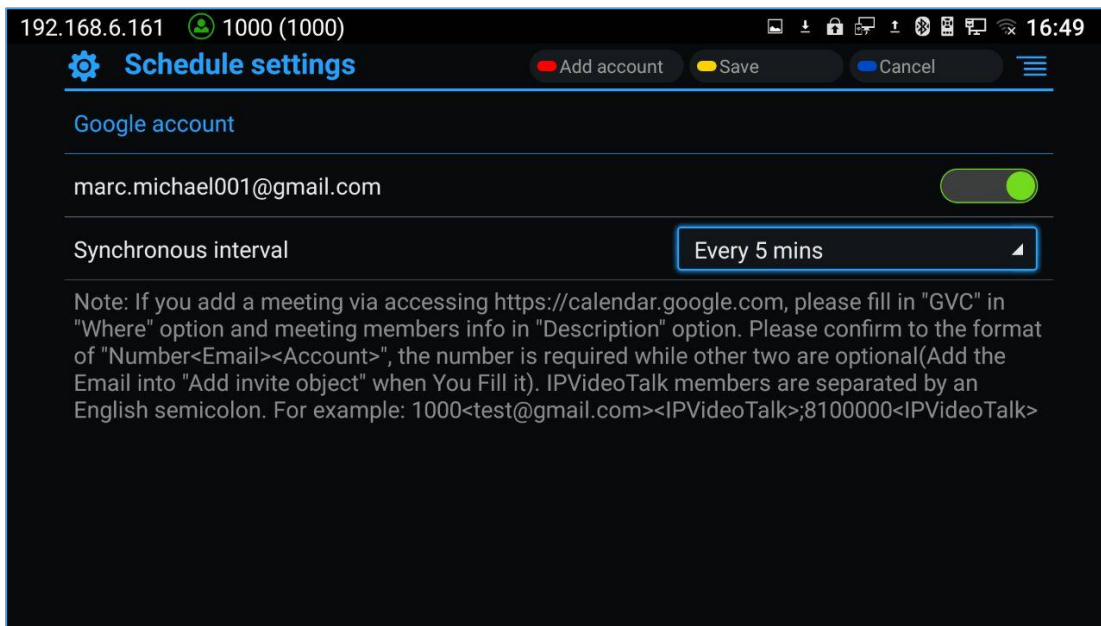 192.168.6.161 1000 (1000) 16:49
Schedule settings Add account Save Cancel
Google account
marc.michael001@gmail.com
Synchronous interval Every 5 mins
Note: If you add a meeting via accessing https://calendar.google.com, please fill in "GVC" in
"Where" option and meeting members info in "Description" option. Please confirm to the format
of "Number<Email><Account>", the number is required while other two are optional(Add the
Email into "Add invite object" when You Fill it). IPVideoTalk members are separated by an
English semicolon. For example: 1000<test@gmail.com><IPVideoTalk>;8100000<IPVideoTalk>